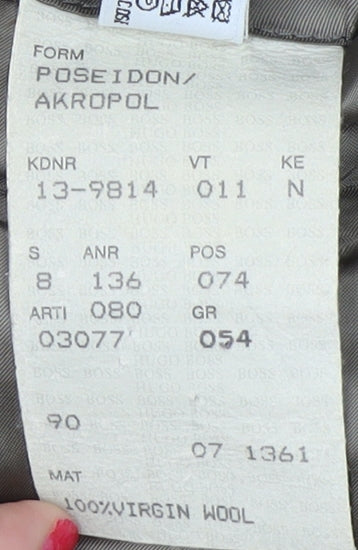 FORM
POSEIDON/
AKROPOL
KDNR VT KE
13-9814 011 N
S ANR POS
8 136 074
ARTI 080 GR
03077 054
90
07 1361
MAT
100%VIRGIN WOOL